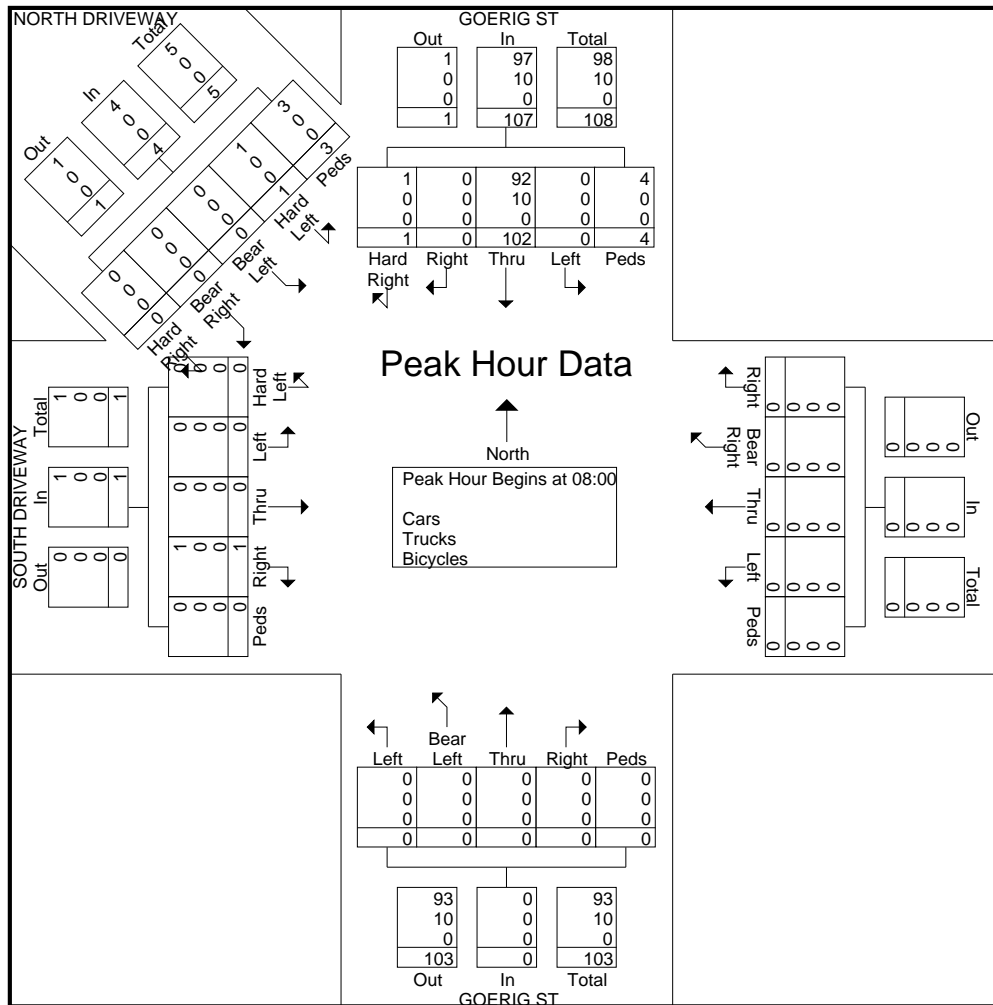 NORTH DRIVEWAY
GOERIG ST
Out In Total
1 97 98
0 10 10
0 0 0
1 107 108
1 0 92 0 4
0 0 10 0 0
0 0 0 0 0
1 0 102 0 4
Hard Right Thru Left Peds
Right
Total
5
0
0
5
In
4
0
0
4
Out
1
0
0
1
3
0
0
3
Peds
1
0
0
1
Hard
Left
0
0
0
0
Bear
Left
0
0
0
0
Bear
Right
0
0
0
0
Hard
Right
Peak Hour Data
North
Peak Hour Begins at 08:00
Cars
Trucks
Bicycles
SOUTH DRIVEWAY
Total
1 0 0 1
In
1 0 0 1
Out
0 0 0 0
0 0 0 0
Hard
Left
0 0 0 0
Left
0 0 0 0
Thru
1 0 0 1
Right
0 0 0 0
Peds
Right
0 0 0 0
Bear
Right
0 0 0 0
Thru
0 0 0 0
Left
0 0 0 0
Peds
0 0 0 0
Out
0 0 0 0
In
0 0 0 0
Total
0 0 0 0
Bear
Left Left Thru Right Peds
0 0 0 0 0
0 0 0 0 0
0 0 0 0 0
0 0 0 0 0
93 0 93
10 0 10
0 0 0
103 0 103
Out In Total
GOERIG ST